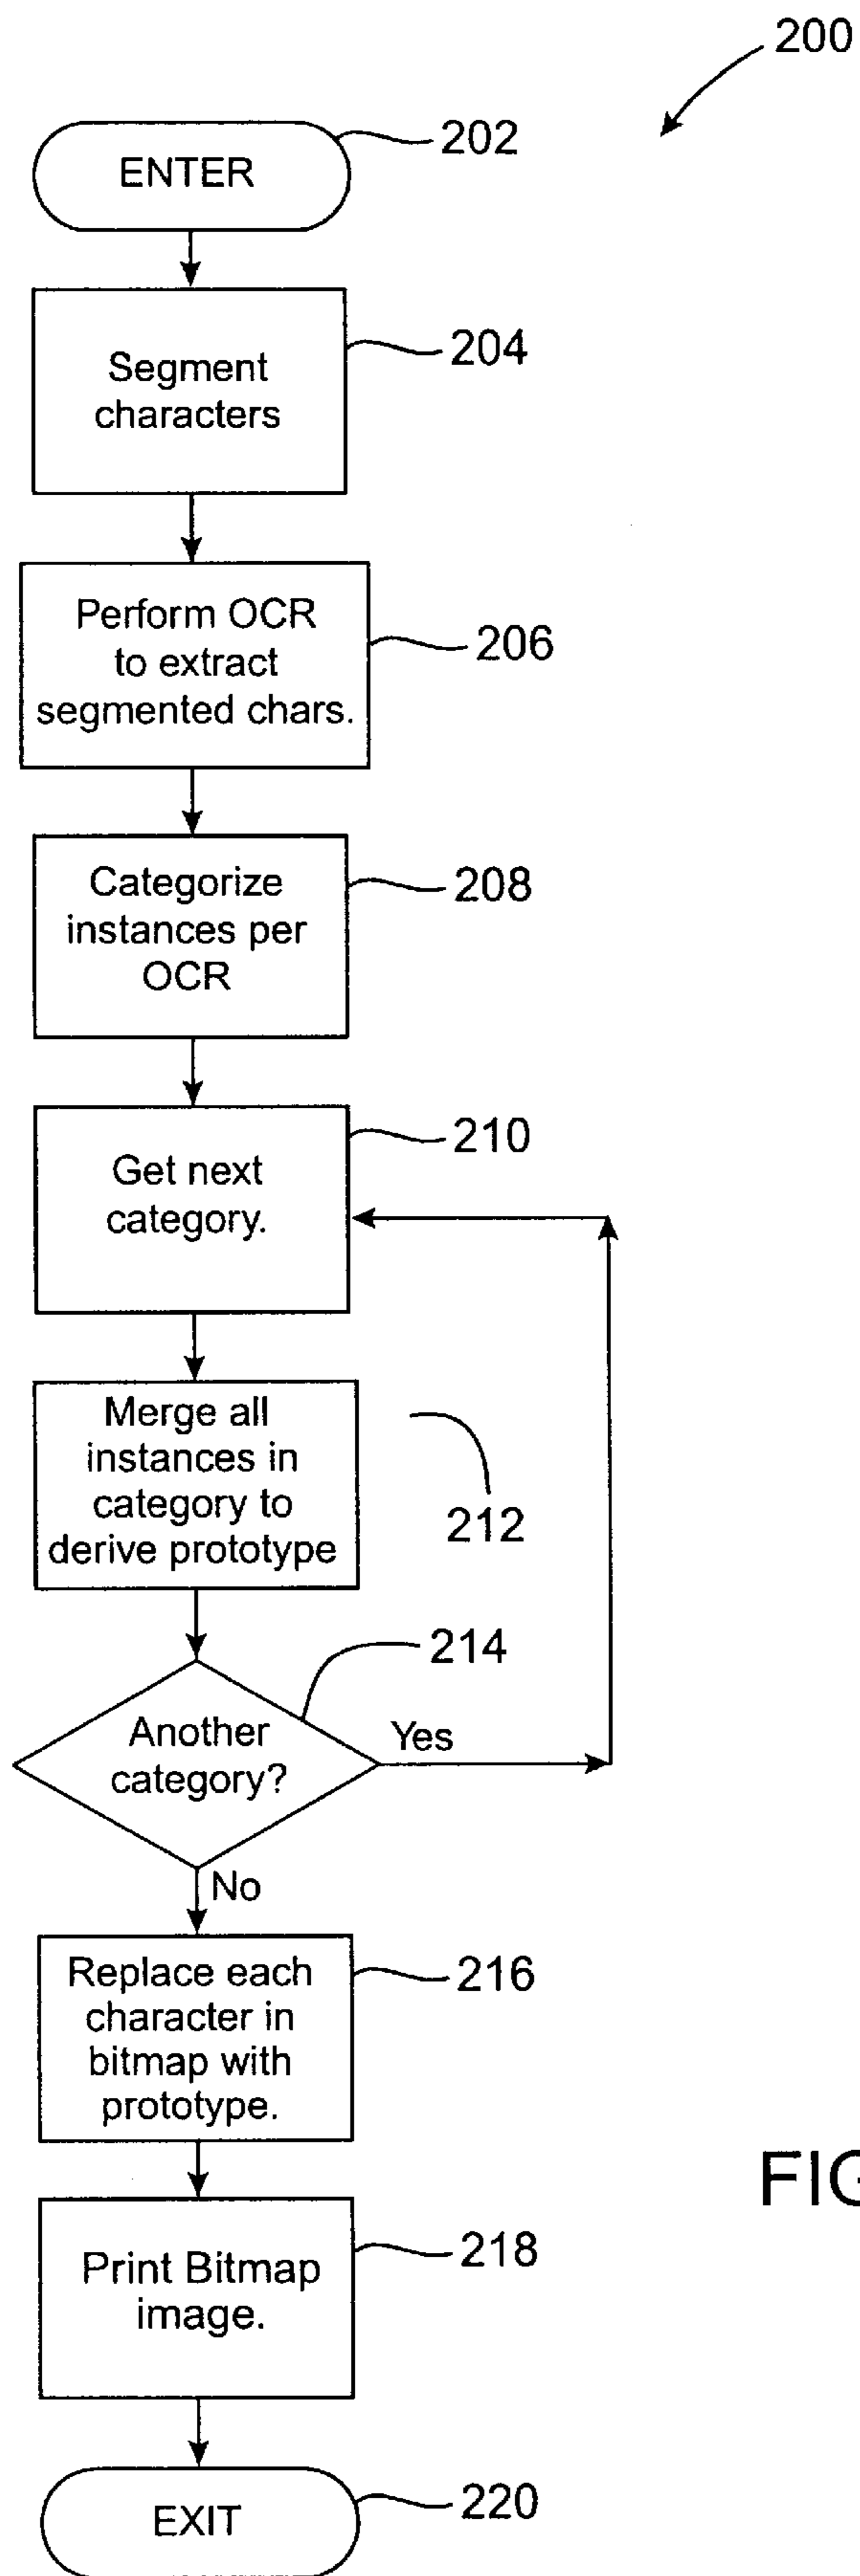 200
ENTER
202
Segment
characters
204
Perform OCR
to extract
segmented chars.
206
Categorize
instances per
OCR
208
Get next
category.
210
Merge all
instances in
category to
derive prototype
212
Another
category?
214
Yes
No
Replace each
character in
bitmap with
prototype.
216
FIG
Print Bitmap
image.
218
EXIT
220